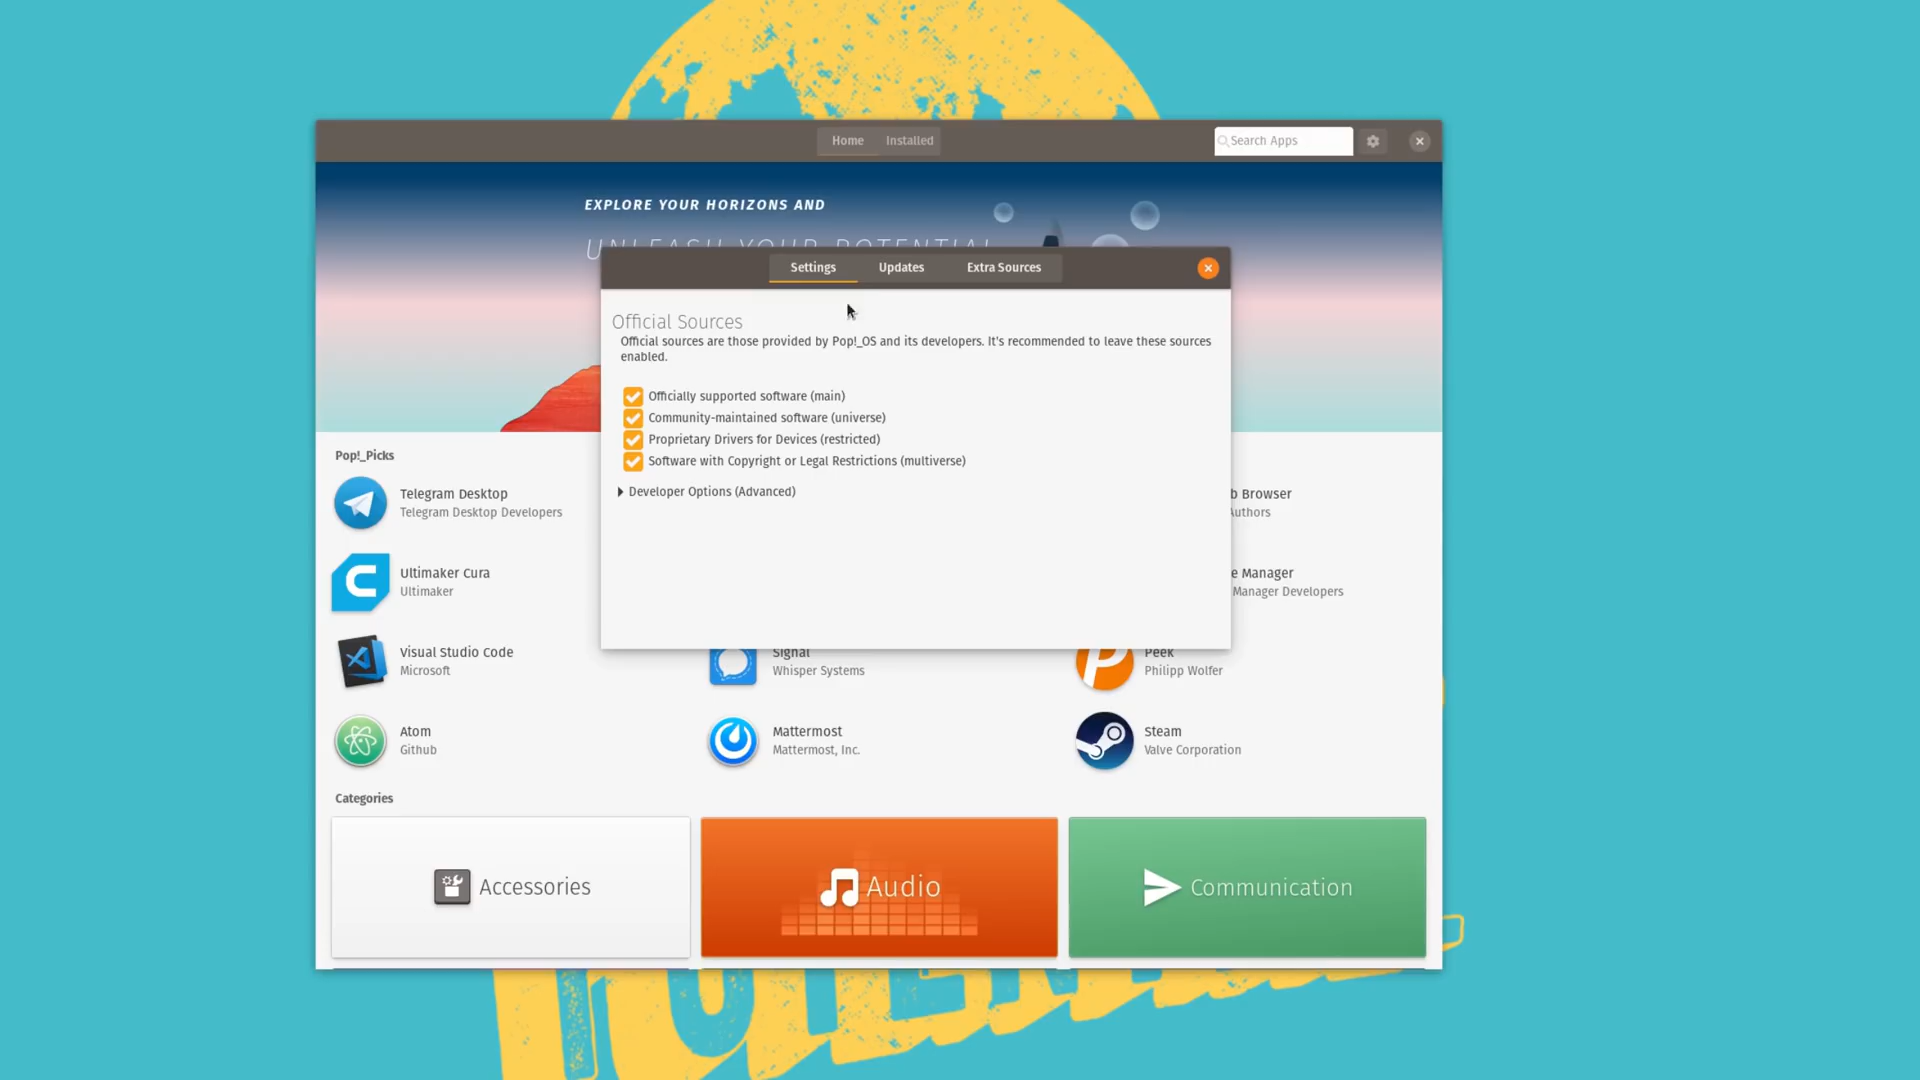 Home Installed Search Apps
EXPLORE YOUR HORIZONS AND
UNLEASH YOUR POTENTIAL
Settings Updates Extra Sources
Official Sources
Official sources are those provided by Pop!_OS and its developers. It's recommended to leave these sources
enabled.
Officially supported software (main)
Community-maintained software (universe)
Proprietary Drivers for Devices (restricted)
Software with Copyright or Legal Restrictions (multiverse)
Developer Options (Advanced)
Pop!_Picks
Telegram Desktop
Telegram Desktop Developers
b Browser
Authors
Ultimaker Cura
Ultimaker
e Manager
Manager Developers
Visual Studio Code
Microsoft
Signal
Whisper Systems
Peek
Philipp Wolfer
Atom
Github
Mattermost
Mattermost, Inc.
Steam
Valve Corporation
Categories
Accessories
Audio
Communication